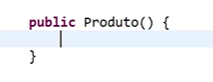 public Produto() {
}